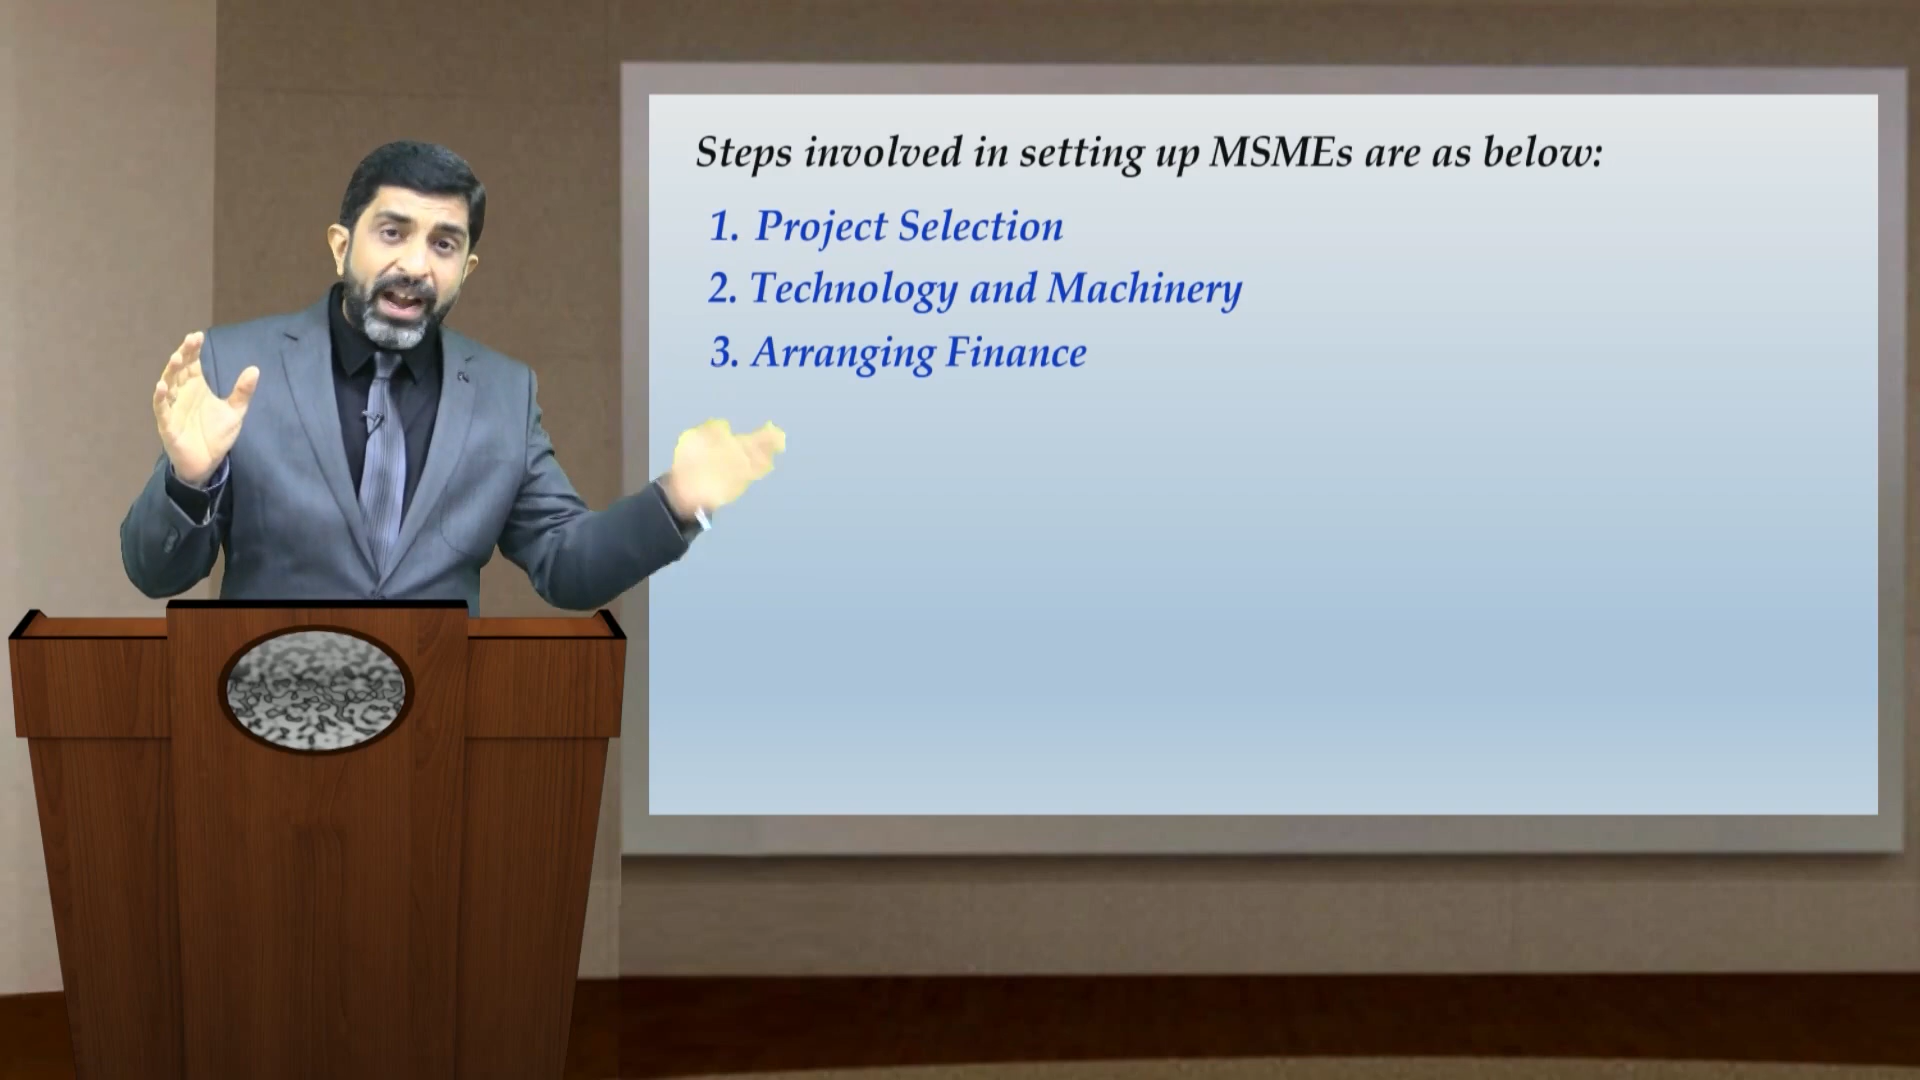 Steps involved in setting up MSMEs are as below:
1. Project Selection
2. Technology and Machinery
3. Arranging Finance